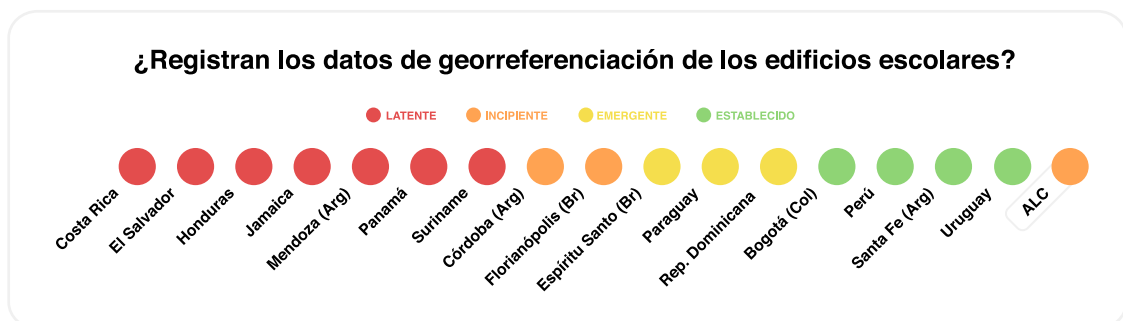 ¿Registran los datos de georreferenciación de los edificios escolares?
LATENTE INCIPIENTE EMERGENTE ESTABLECIDO
Costa Rica
El Salvador
Honduras
Jamaica
Mendoza (Arg)
Panamá
Suriname
Córdoba (Arg)
Florianópolis (Br)
Espíritu Santo (Br)
Paraguay
Rep. Dominicana
Bogotá (Col)
Perú
Santa Fe (Arg)
Uruguay
ALC